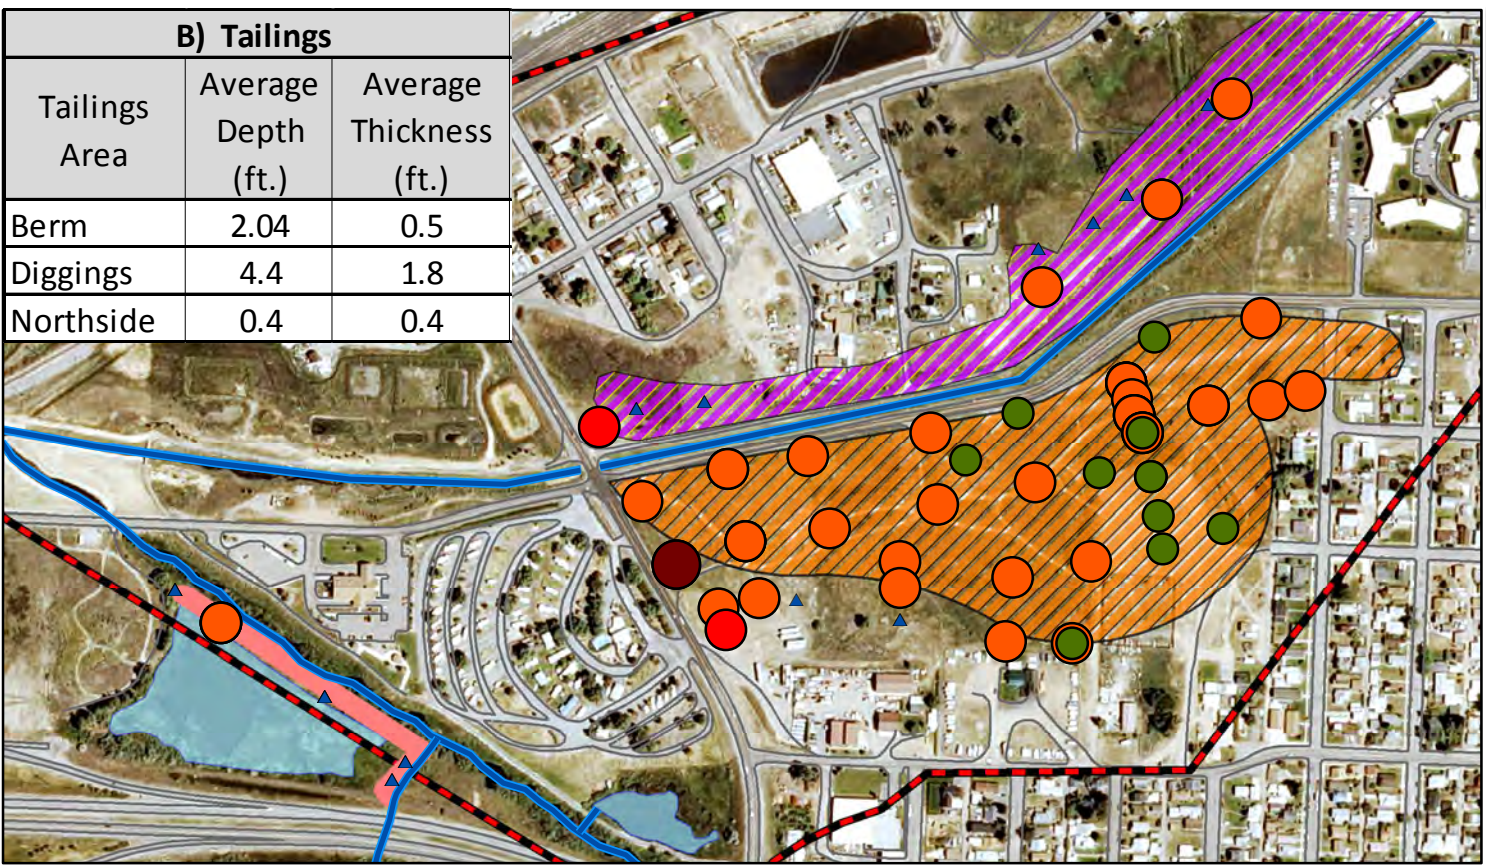 B) Tailings
Tailings Area Average Depth (ft.) Average Thickness (ft.)
Berm 2.04 0.5
Diggings 4.4 1.8
Northside 0.4 0.4